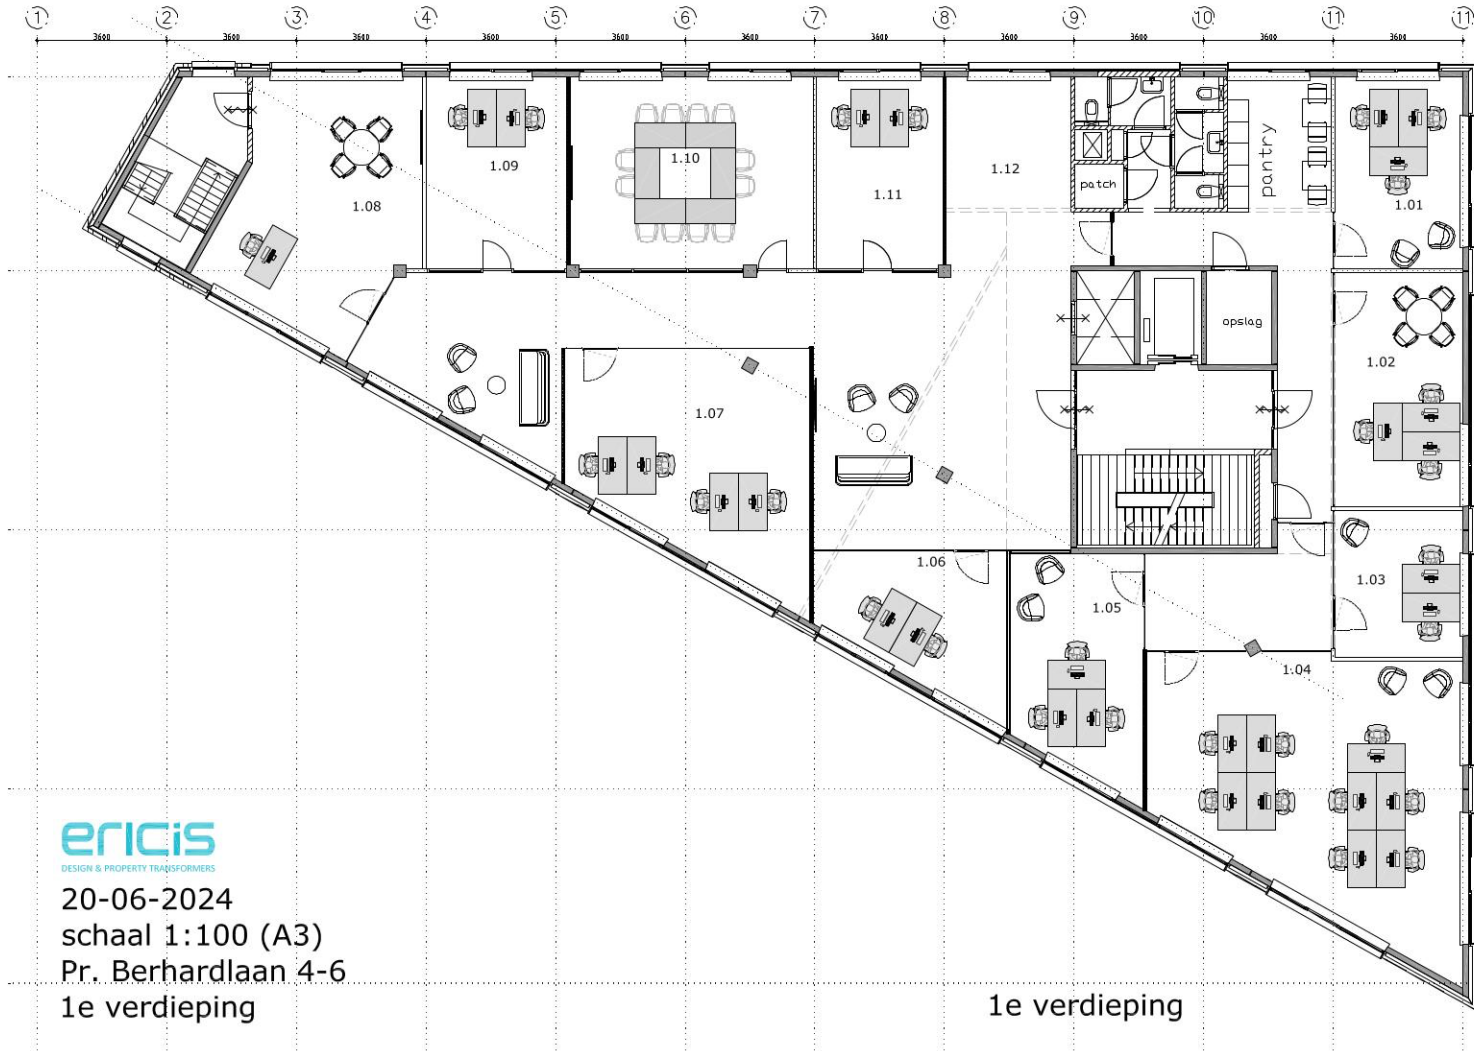 1 2 3 4 5 6 7 8 9 10 11 11
3600 3600 3600 3600 3600 3600 3600 3600 3600 3600 3600
1.08
1.09
1.10
1.11
1.12
patch
pantry
1.01
opslag
1.02
1.07
1.06
1.05
1.03
1.04
ericis
DESIGN & PROPERTY TRANSFORMERS
20-06-2024
schaal 1:100 (A3)
Pr. Berhardlaan 4-6
1e verdieping
1e verdieping